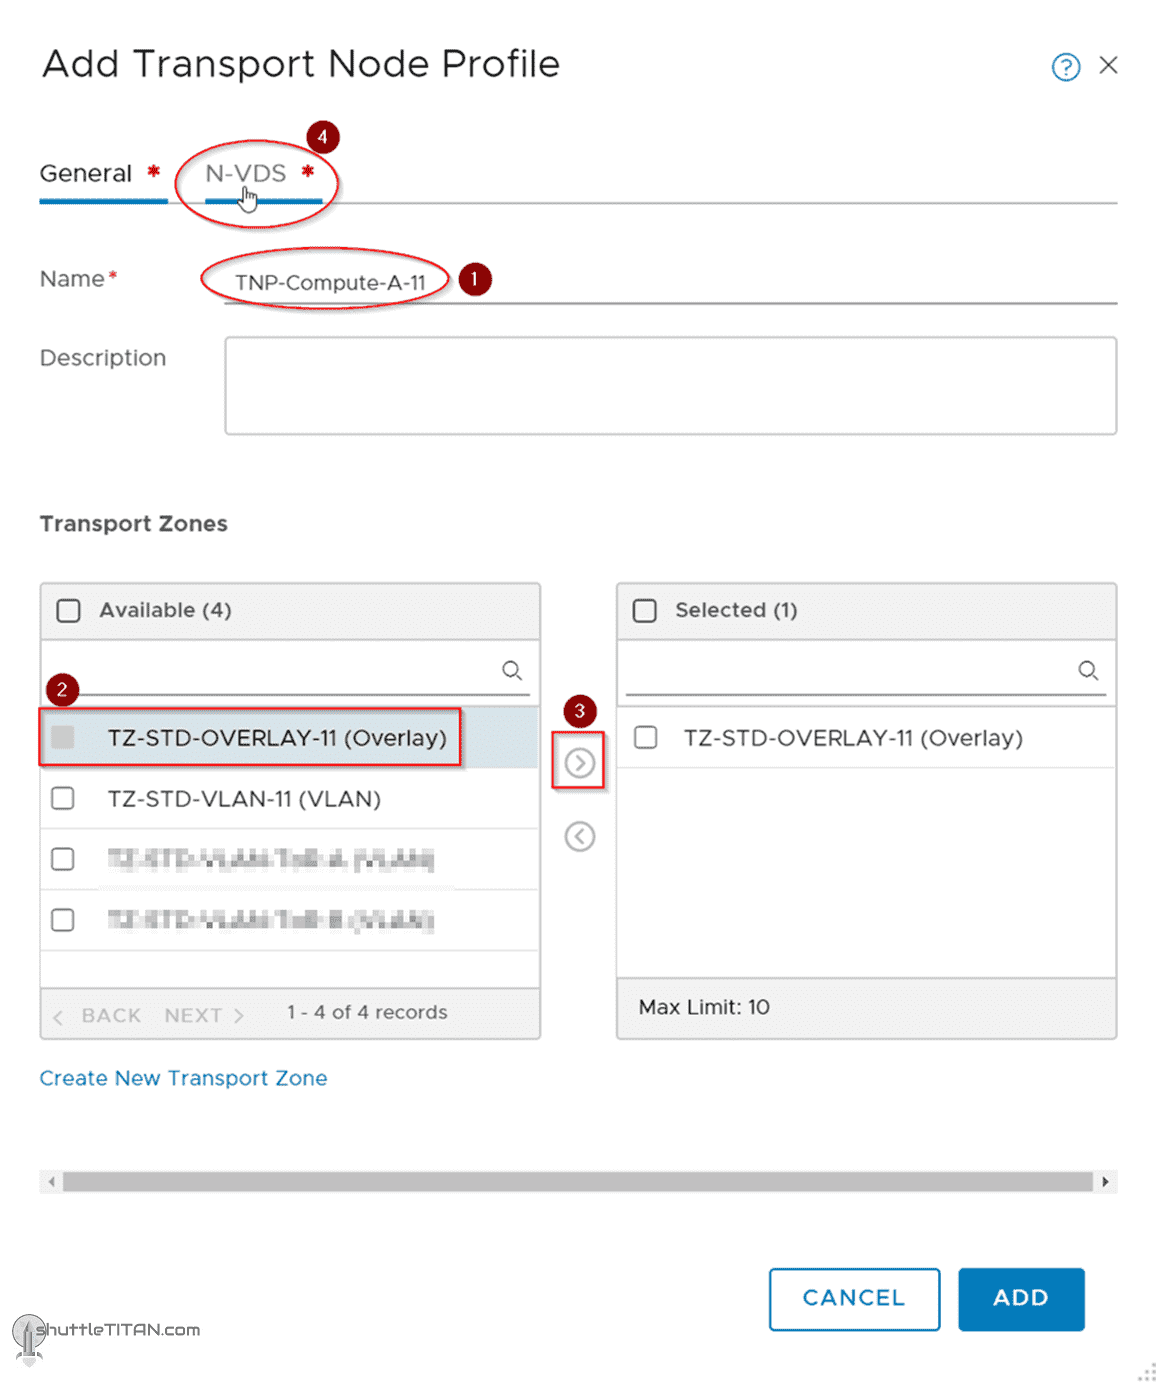 Add Transport Node Profile
?
4
General * N-VDS *
Name* TNP-Compute-A-11 1
Description
Transport Zones
Available (4)
Selected (1)
2
3
TZ-STD-OVERLAY-11 (Overlay)
TZ-STD-OVERLAY-11 (Overlay)
TZ-STD-VLAN-11 (VLAN)
BACK NEXT 1 - 4 of 4 records
Max Limit: 10
Create New Transport Zone
CANCEL ADD
shuttleTITAN.com